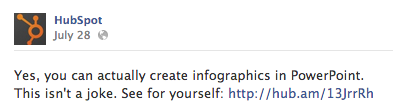 HubSpot
July 28
Yes, you can actually create infographics in PowerPoint.
This isn't a joke. See for yourself: http://hub.am/13JrrRh